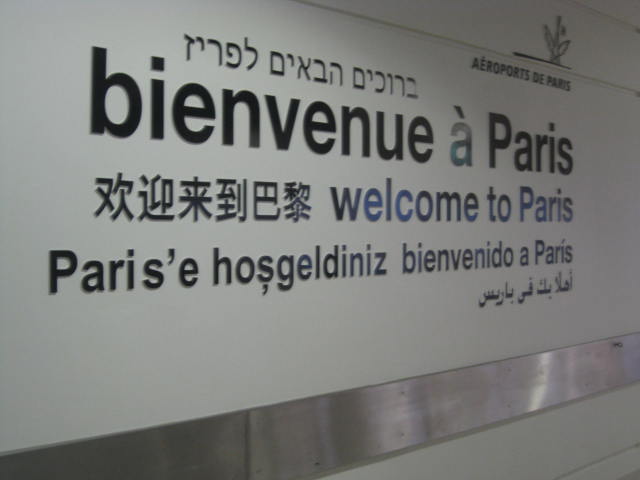 ברוכים הבאים לפריז
AÉROPORTS DE PARIS
bienvenue à Paris
欢迎来到巴黎 welcome to Paris
Paris'e hoşgeldiniz bienvenido a París
أهلاً بك في باريس